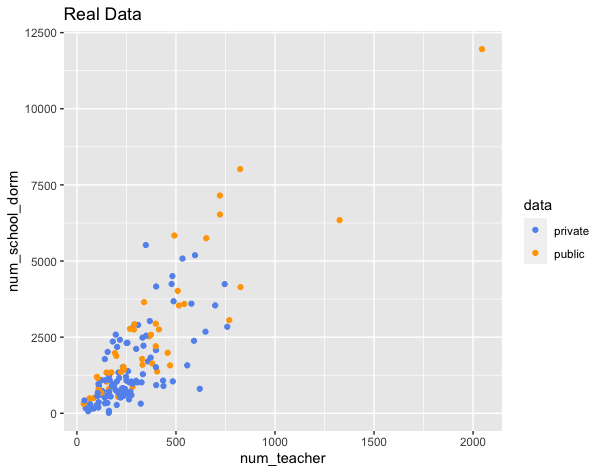 Real Data
12500
10000
7500
5000
2500
0
num_school_dorm
0 500 1000 1500 2000
num_teacher
data
private
public